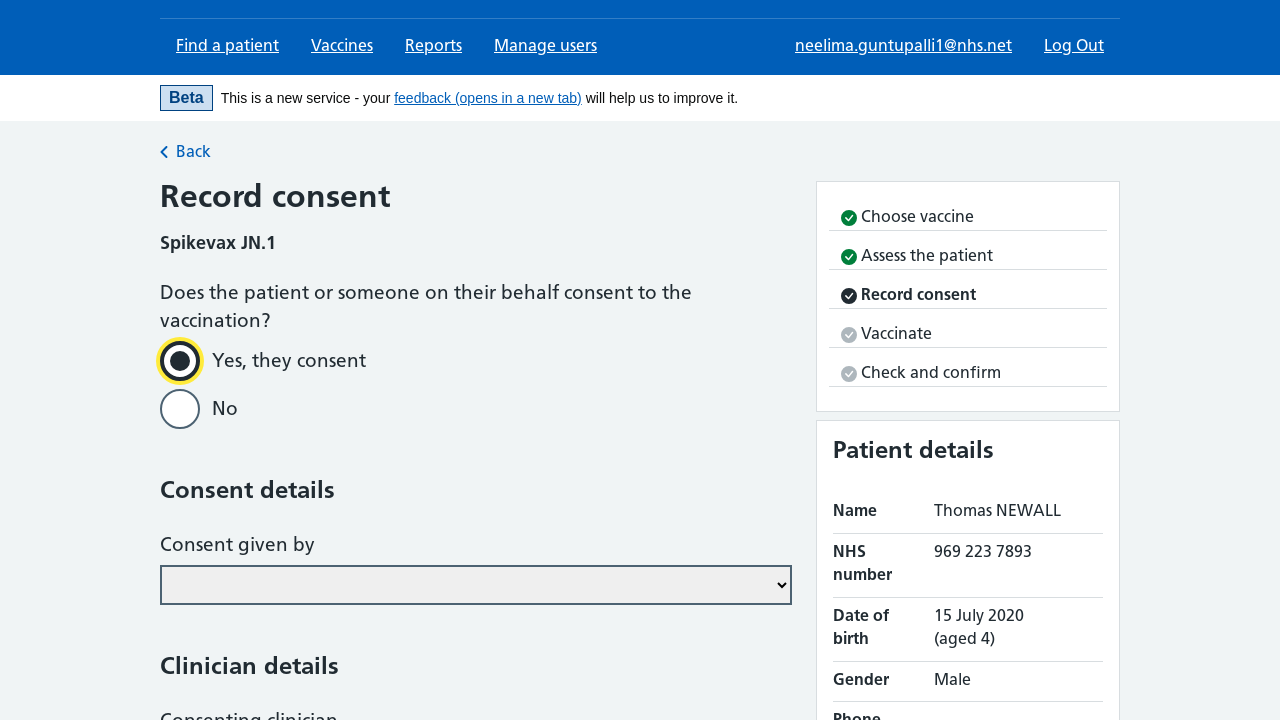 Find a patient Vaccines Reports Manage users neelima.guntupalli1@nhs.net Log Out
Beta This is a new service - your feedback (opens in a new tab) will help us to improve it.
Back
Record consent
Spikevax JN.1
Does the patient or someone on their behalf consent to the
vaccination?
Yes, they consent
No
Consent details
Consent given by
Clinician details
Consenting clinician
Choose vaccine
Assess the patient
Record consent
Vaccinate
Check and confirm
Patient details
Name Thomas NEWALL
NHS 969 223 7893
number
Date of 15 July 2020
birth (aged 4)
Gender Male
Phone